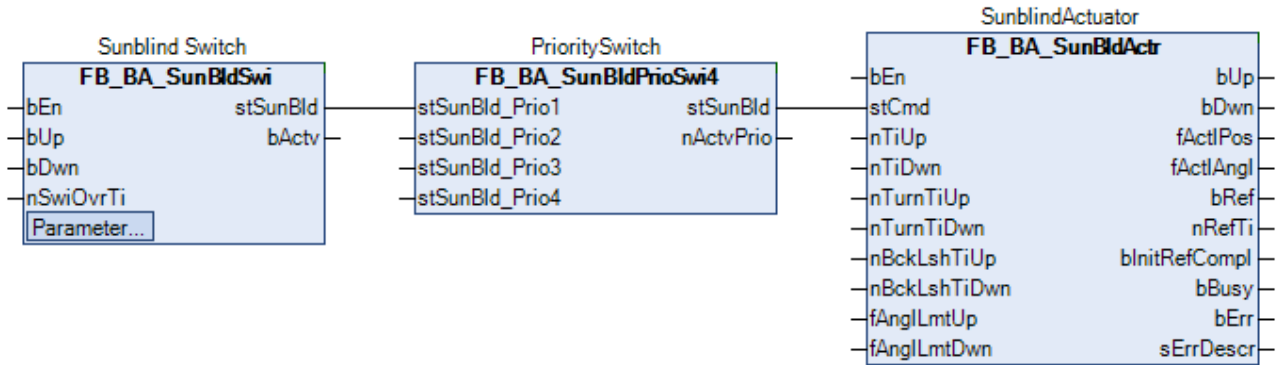 Sunblind Switch
FB_BA_SunBldSwi
bEn stSunBld
bUp bActv
bDwn
nSwiOvrTi
Parameter...
PrioritySwitch
FB_BA_SunBldPrioSwi4
stSunBld_Prio1 stSunBld
stSunBld_Prio2 nActvPrio
stSunBld_Prio3
stSunBld_Prio4
SunblindActuator
FB_BA_SunBldActr
bEn bUp
stCmd bDwn
nTiUp fActlPos
nTiDwn fActlAngl
nTurnTiUp bRef
nTurnTiDwn nRefTi
nBckLshTiUp bInitRefCompl
nBckLshTiDwn bBusy
fAnglLmtUp bErr
fAnglLmtDwn sErrDescr